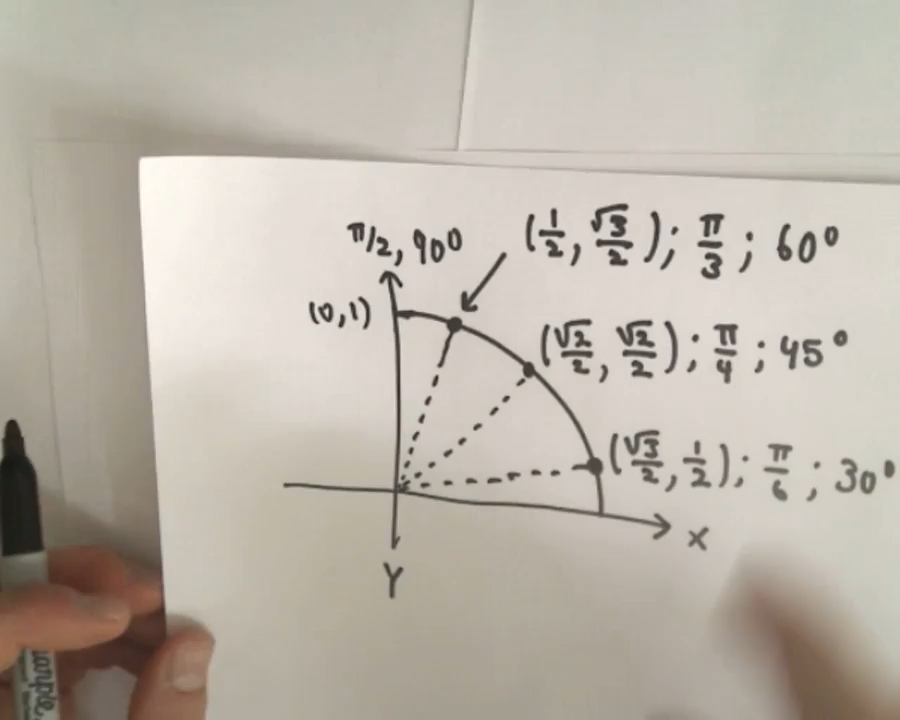 π/2, 90°
(1/2, √3/2); π/3; 60°
(0,1)
(√2/2, √2/2); π/4; 45°
(√3/2, 1/2); π/6; 30°
X
Y